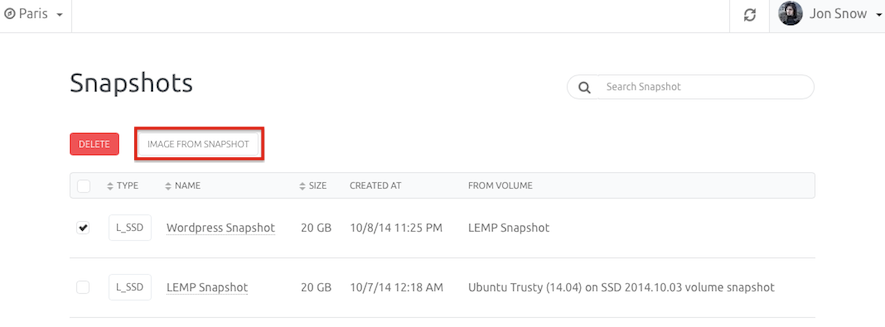 Paris Jon Snow
Snapshots
Search Snapshot
DELETE IMAGE FROM SNAPSHOT
TYPE NAME SIZE CREATED AT FROM VOLUME
L_SSD Wordpress Snapshot 20 GB 10/8/14 11:25 PM LEMP Snapshot
L_SSD LEMP Snapshot 20 GB 10/7/14 12:18 AM Ubuntu Trusty (14.04) on SSD 2014.10.03 volume snapshot